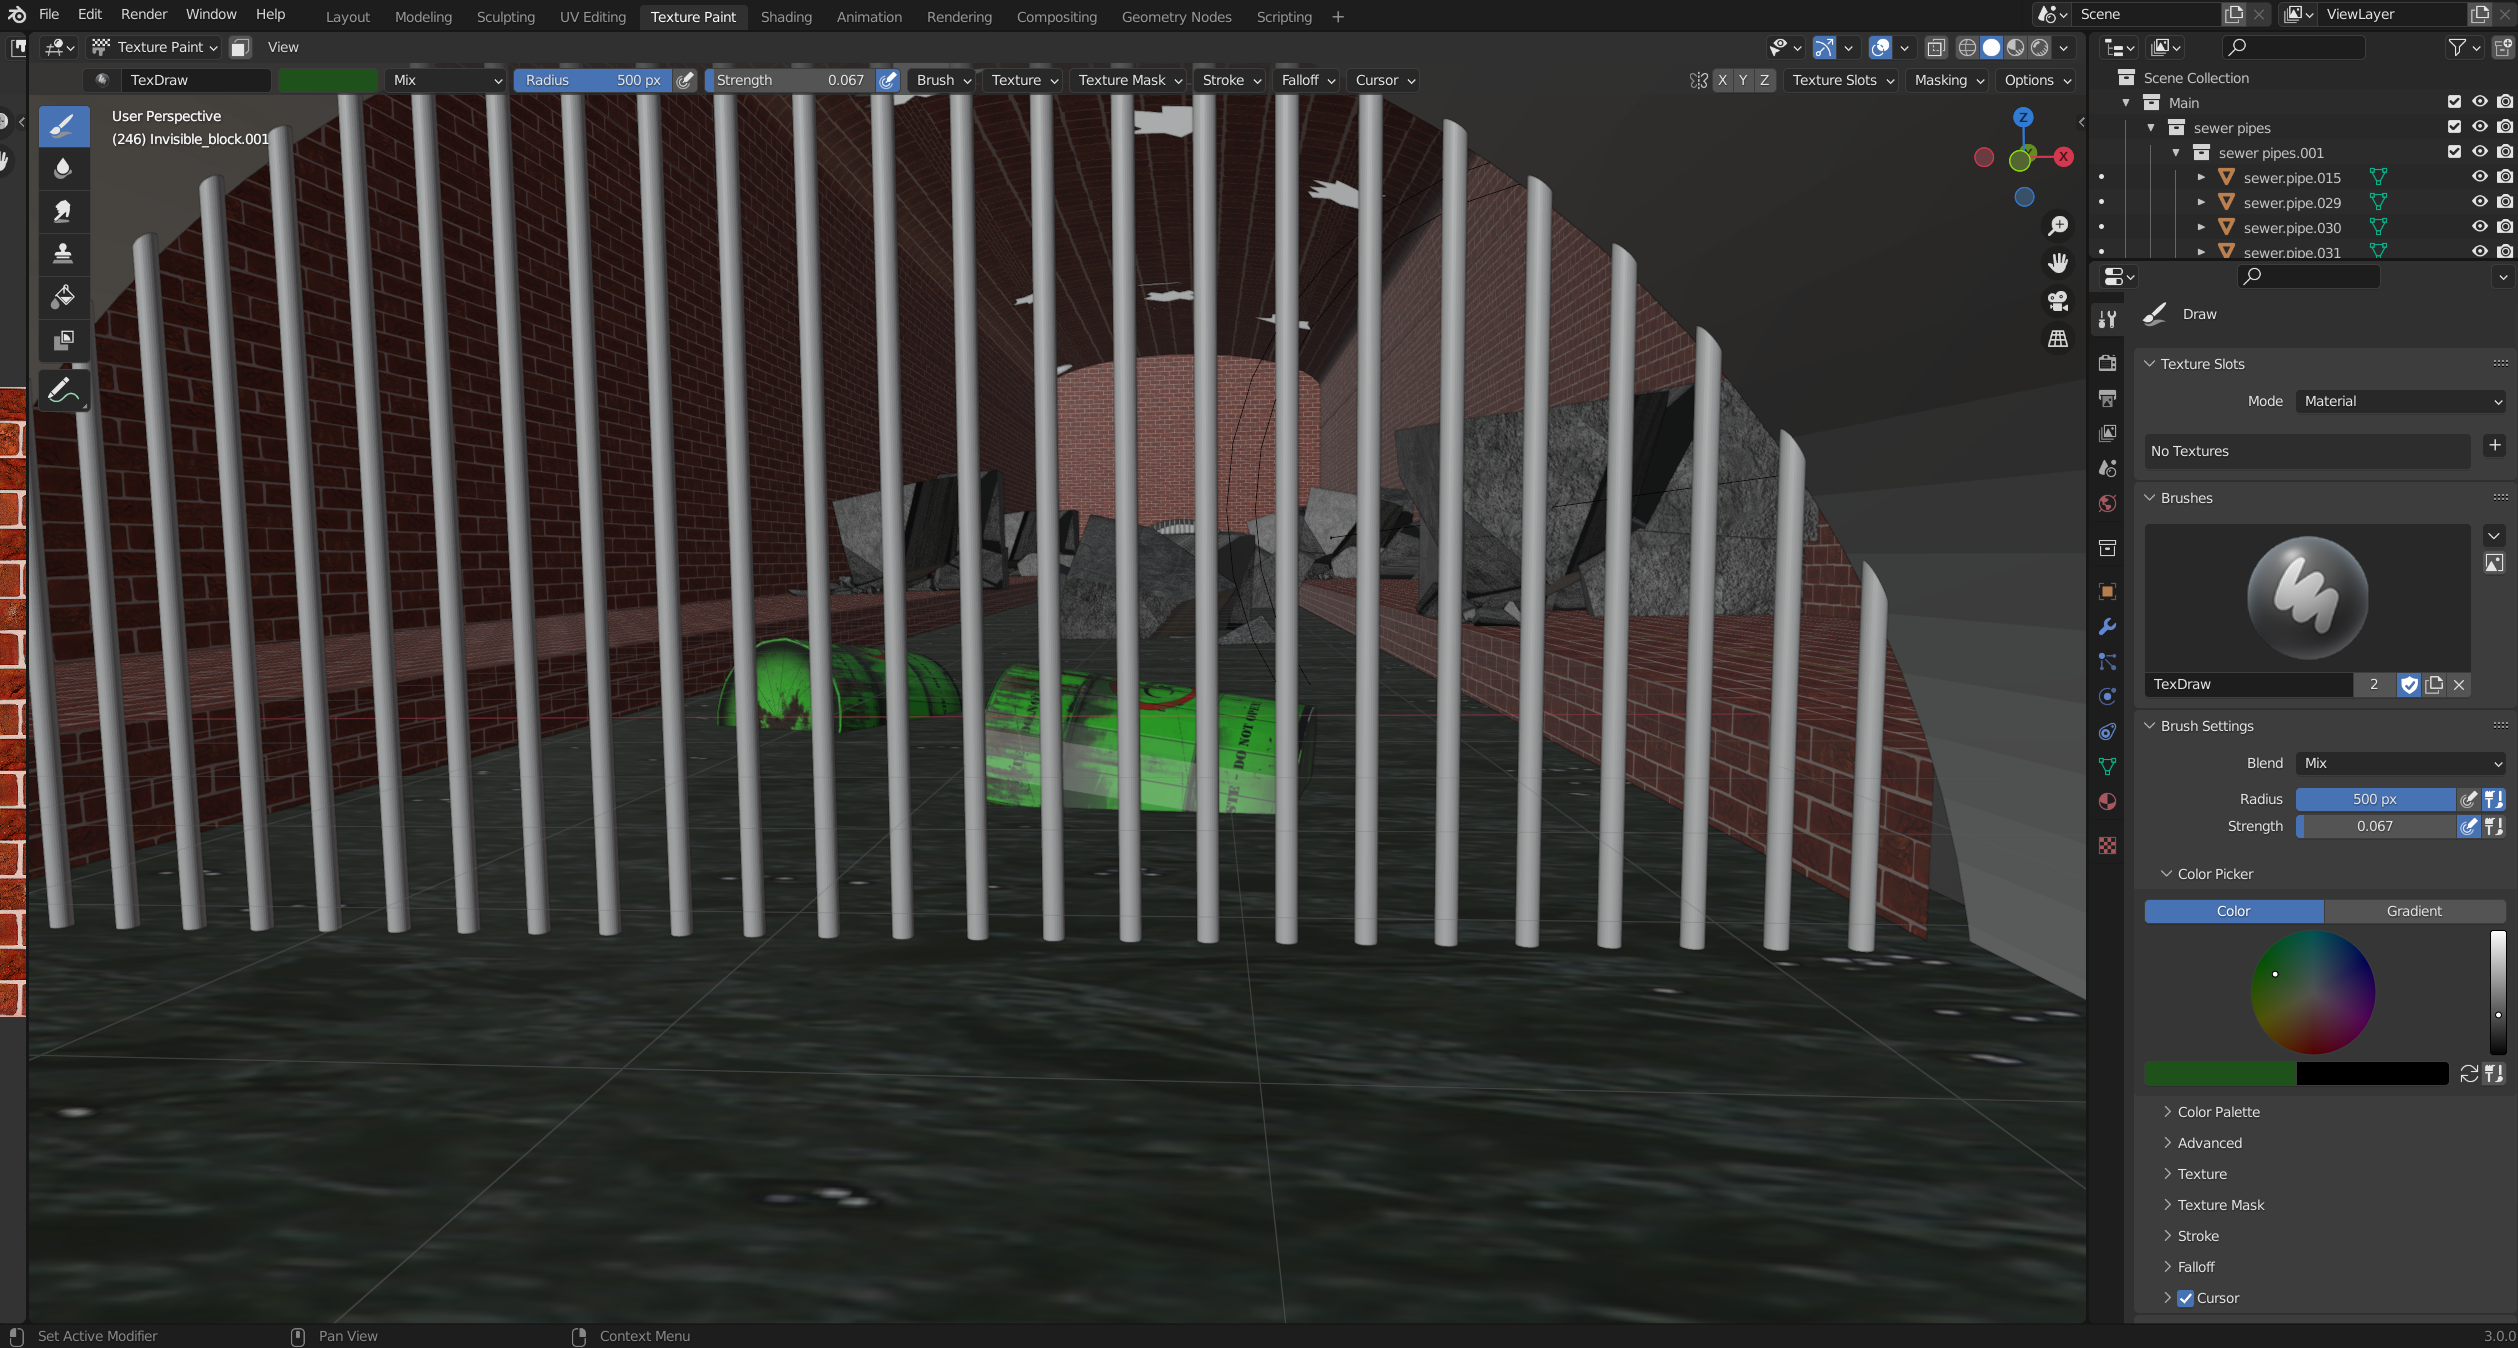 File Edit Render Window Help Layout Modeling Sculpting UV Editing Texture Paint Shading Animation Rendering Compositing Geometry Nodes Scripting + Scene ViewLayer
Texture Paint View
TexDraw Mix Radius 500 px Strength 0.067 Brush Texture Texture Mask Stroke Falloff Cursor X Y Z Texture Slots Masking Options
User Perspective
(246) Invisible_block.001
Z
X
DO NOT OPEN
Scene Collection
Main
sewer pipes
sewer pipes.001
sewer.pipe.015
sewer.pipe.029
sewer.pipe.030
sewer.pipe.031
Draw
Texture Slots
Mode Material
No Textures
Brushes
TexDraw 2
Brush Settings
Blend Mix
Radius 500 px
Strength 0.067
Color Picker
Color Gradient
Color Palette
Advanced
Texture
Texture Mask
Stroke
Falloff
Cursor
Set Active Modifier Pan View Context Menu 3.0.0